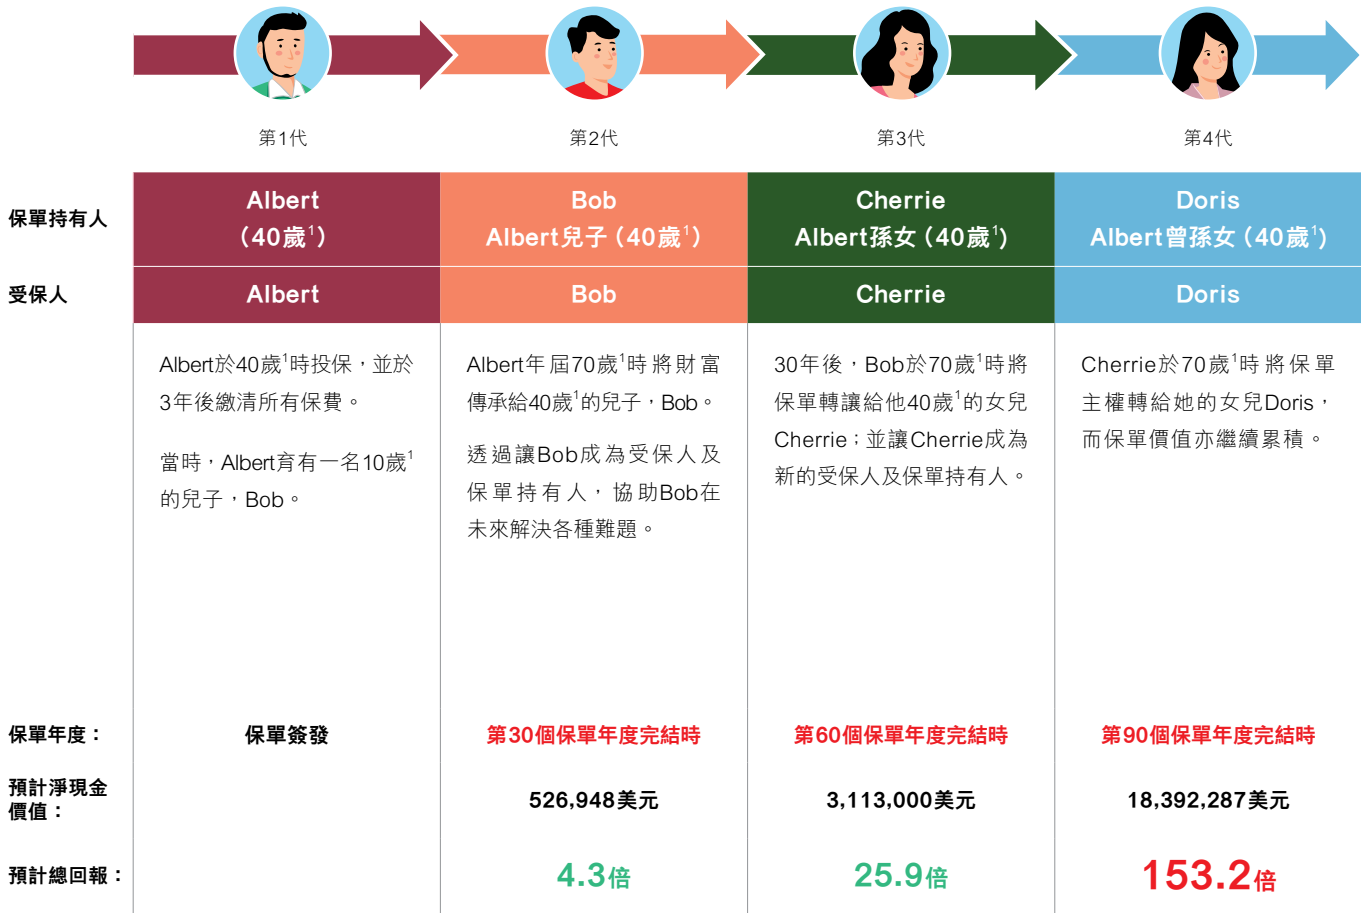 第1代
第2代
第3代
第4代
保單持有人
Albert
（40歲¹）
Bob
Albert兒子（40歲¹）
Cherrie
Albert孫女（40歲¹)
Doris
Albert曾孫女（40歲¹)
受保人
Albert
Bob
Cherrie
Doris
Albert於40歲¹時投保，並於
3年後繳清所有保費。
當時，Albert育有一名10歲¹
的兒子，Bob。
Albert年屆70歲¹時將財富
傳承給40歲¹的兒子，Bob。
透過讓Bob成為受保人及
保單持有人，協助Bob在
未來解決各種難題。
30年後，Bob於70歲¹時將
保單轉讓給他40歲¹的女兒
Cherrie；並讓Cherrie成為
新的受保人及保單持有人。
Cherrie於70歲¹時將保單
主權轉給她的女兒Doris，
而保單價值亦繼續累積。
保單年度：
保單簽發
第30個保單年度完結時
第60個保單年度完結時
第90個保單年度完結時
預計淨現金
價值：
526,948美元
3,113,000美元
18,392,287美元
預計總回報：
4.3倍
25.9倍
153.2倍